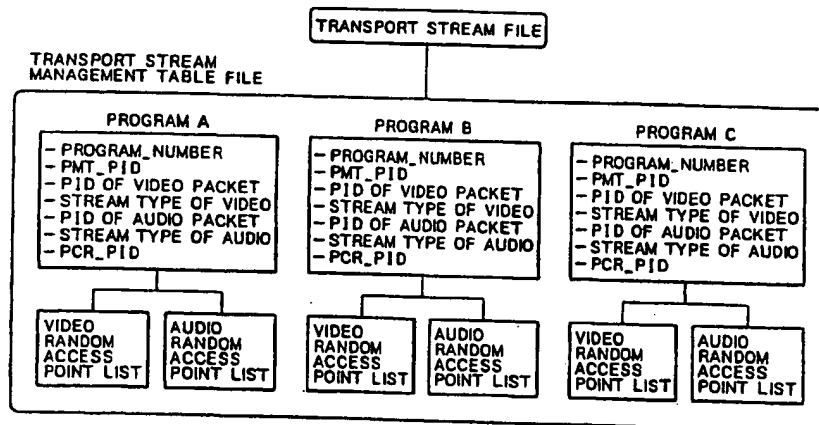 TRANSPORT STREAM FILE
TRANSPORT STREAM
MANAGEMENT TABLE FILE
PROGRAM A
- PROGRAM_NUMBER
- PMT_PID
- PID OF VIDEO PACKET
- STREAM TYPE OF VIDEO
- PID OF AUDIO PACKET
- STREAM TYPE OF AUDIO
- PCR_PID
VIDEO
RANDOM
ACCESS
POINT LIST
AUDIO
RANDOM
ACCESS
POINT LIST
PROGRAM B
- PROGRAM_NUMBER
- PMT_PID
- PID OF VIDEO PACKET
- STREAM TYPE OF VIDEO
- PID OF AUDIO PACKET
- STREAM TYPE OF AUDIO
- PCR_PID
VIDEO
RANDOM
ACCESS
POINT LIST
AUDIO
RANDOM
ACCESS
POINT LIST
PROGRAM C
- PROGRAM_NUMBER
- PMT_PID
- PID OF VIDEO PACKET
- STREAM TYPE OF VIDEO
- PID OF AUDIO PACKET
- STREAM TYPE OF AUDIO
- PCR_PID
VIDEO
RANDOM
ACCESS
POINT LIST
AUDIO
RANDOM
ACCESS
POINT LIST